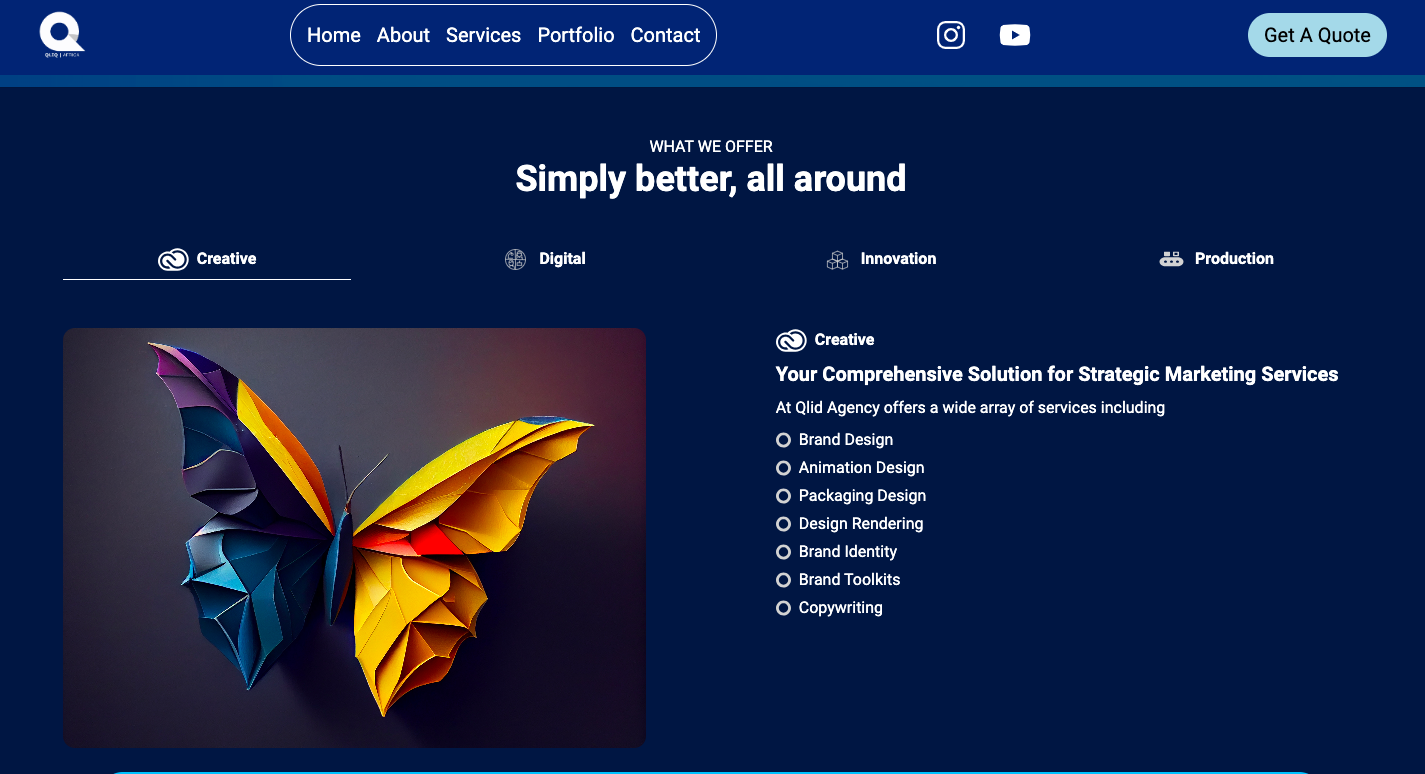 Home About Services Portfolio Contact
Get A Quote
WHAT WE OFFER
Simply better, all around
Creative
Digital
Innovation
Production
Creative
Your Comprehensive Solution for Strategic Marketing Services
At Qlid Agency offers a wide array of services including
Brand Design
Animation Design
Packaging Design
Design Rendering
Brand Identity
Brand Toolkits
Copywriting